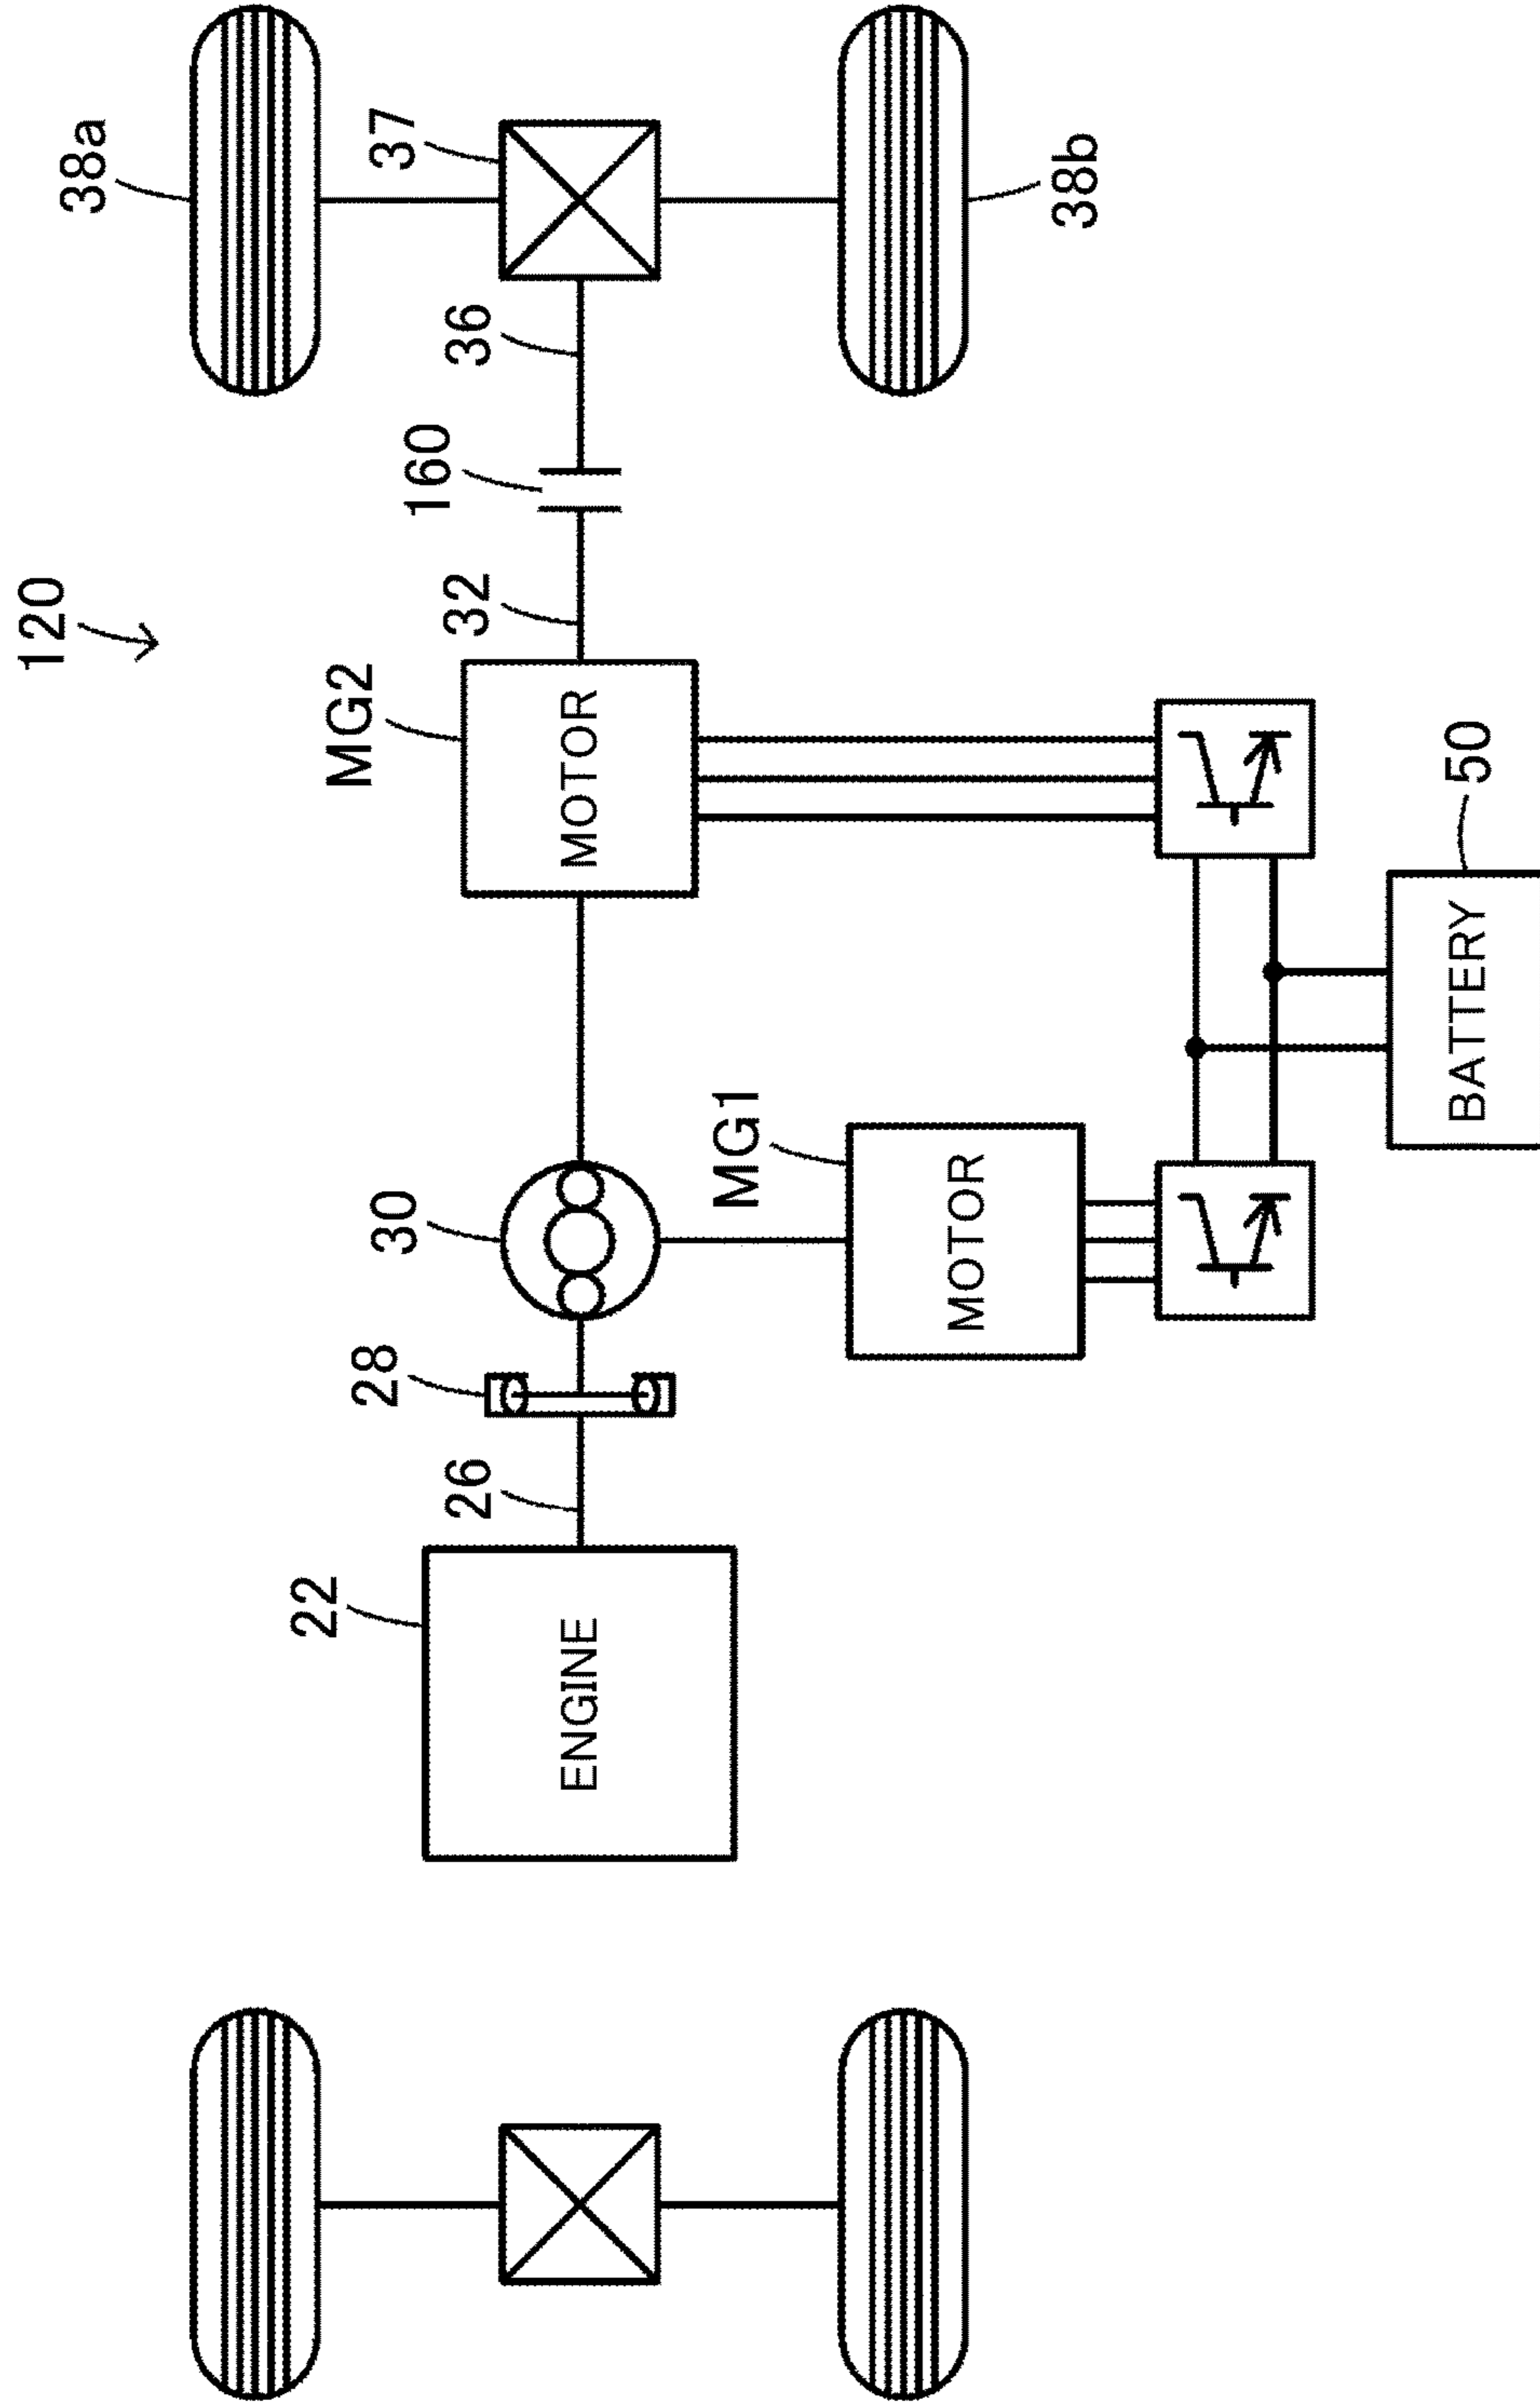 120
38a
37
36
160
32
MG2
MOTOR
38b
30
28
26
22
ENGINE
MG1
MOTOR
50
BATTERY